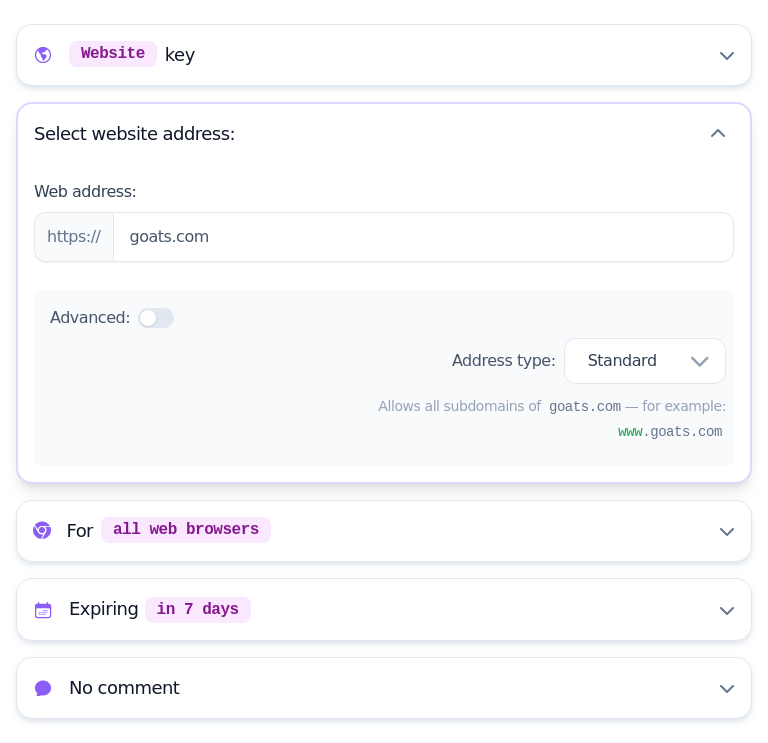 Website key
Select website address:
Web address:
https:// goats.com
Advanced:
Address type: Standard
Allows all subdomains of goats.com — for example:
www.goats.com
For all web browsers
Expiring in 7 days
No comment